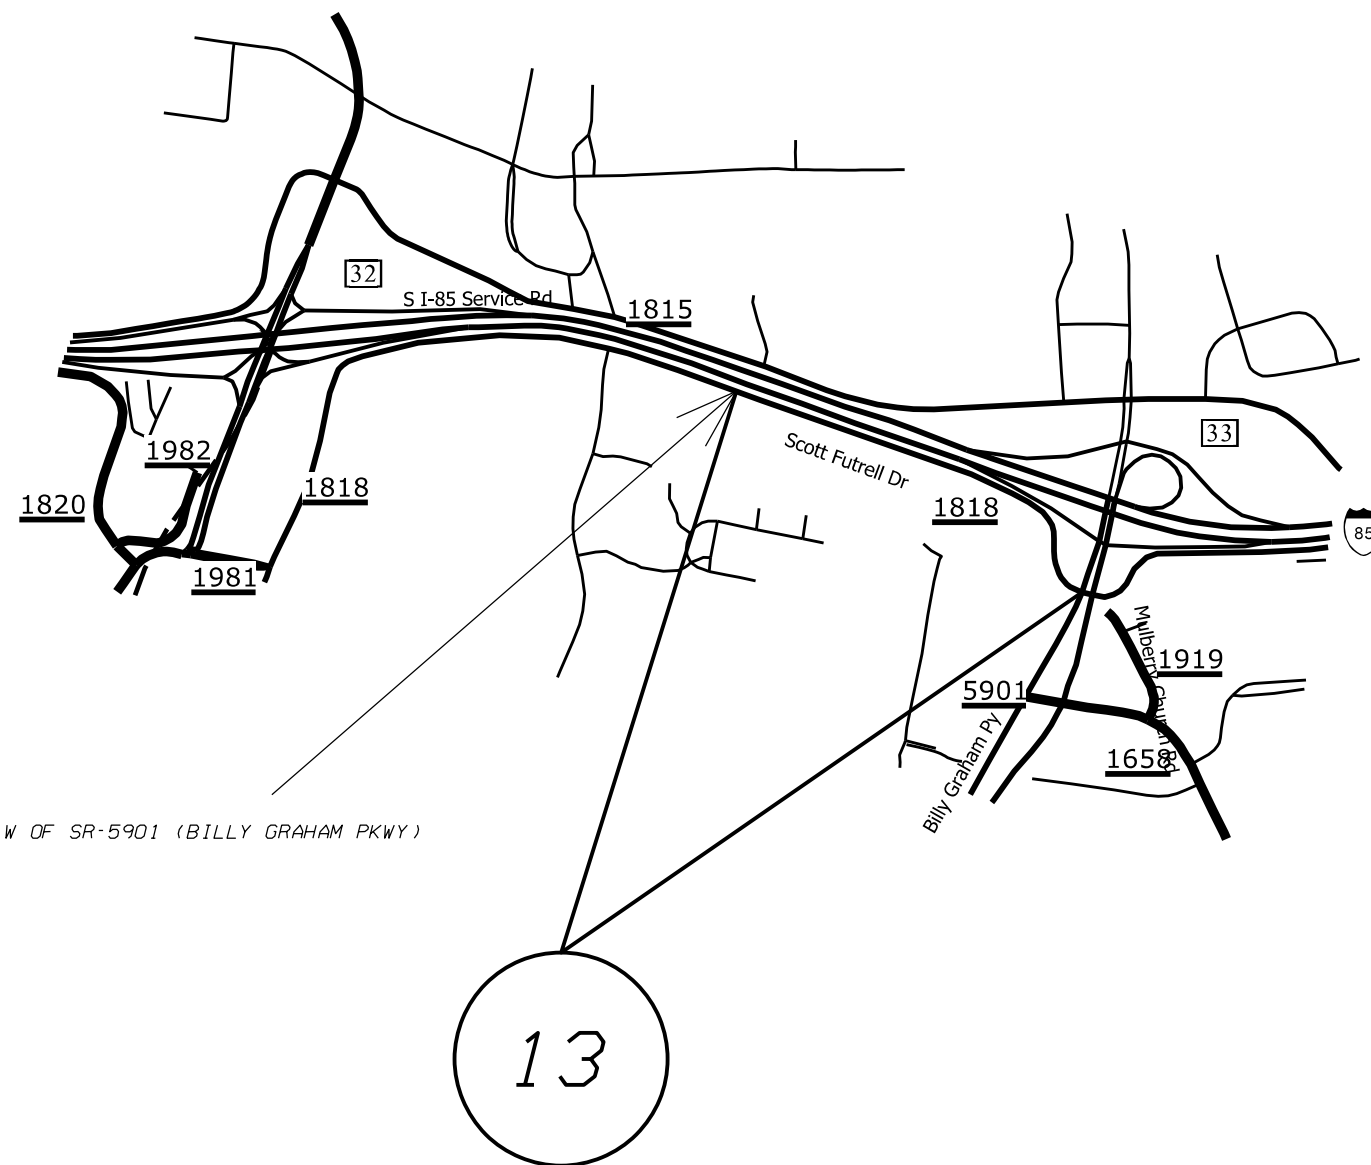 32
S I-85 Service Rd
1815
33
1982
Scott Futrell Dr
1820
1818
1818
85
1981
Mulberry Church Rd
1919
5901
Billy Graham Py
1658
W OF SR-5901 (BILLY GRAHAM PKWY)
13